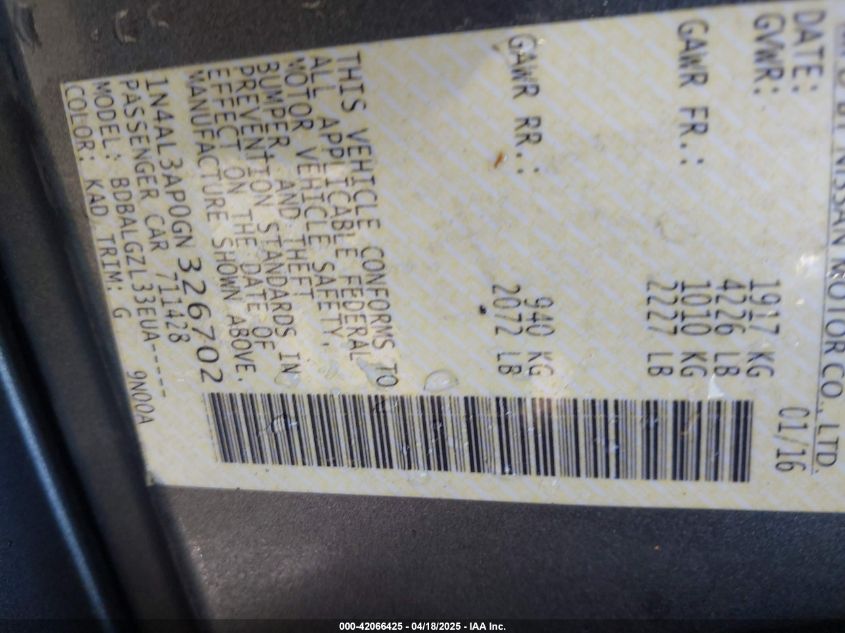 MFD BY NISSAN MOTOR CO., LTD.
DATE: 01/16
GVWR: 1917 KG
4226 LB
GAWR FR.: 1010 KG
2227 LB
GAWR RR.: 940 KG
2072 LB
THIS VEHICLE CONFORMS TO
ALL APPLICABLE FEDERAL
MOTOR VEHICLE SAFETY,
BUMPER, AND THEFT
PREVENTION STANDARDS IN
EFFECT ON THE DATE OF
MANUFACTURE SHOWN ABOVE.
1N4AL3AP0GN326702
PASSENGER CAR 711428
MODEL: BDBALGZL33EUA-----
COLOR: KAD TRIM: G 9N00A
000-42066425 - 04/18/2025 - IAA Inc.